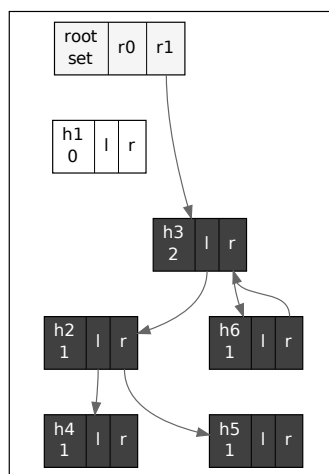 root set r0 r1
h1 0 l r
h3 2 l r
h2 1 l r
h6 1 l r
h4 1 l r
h5 1 l r